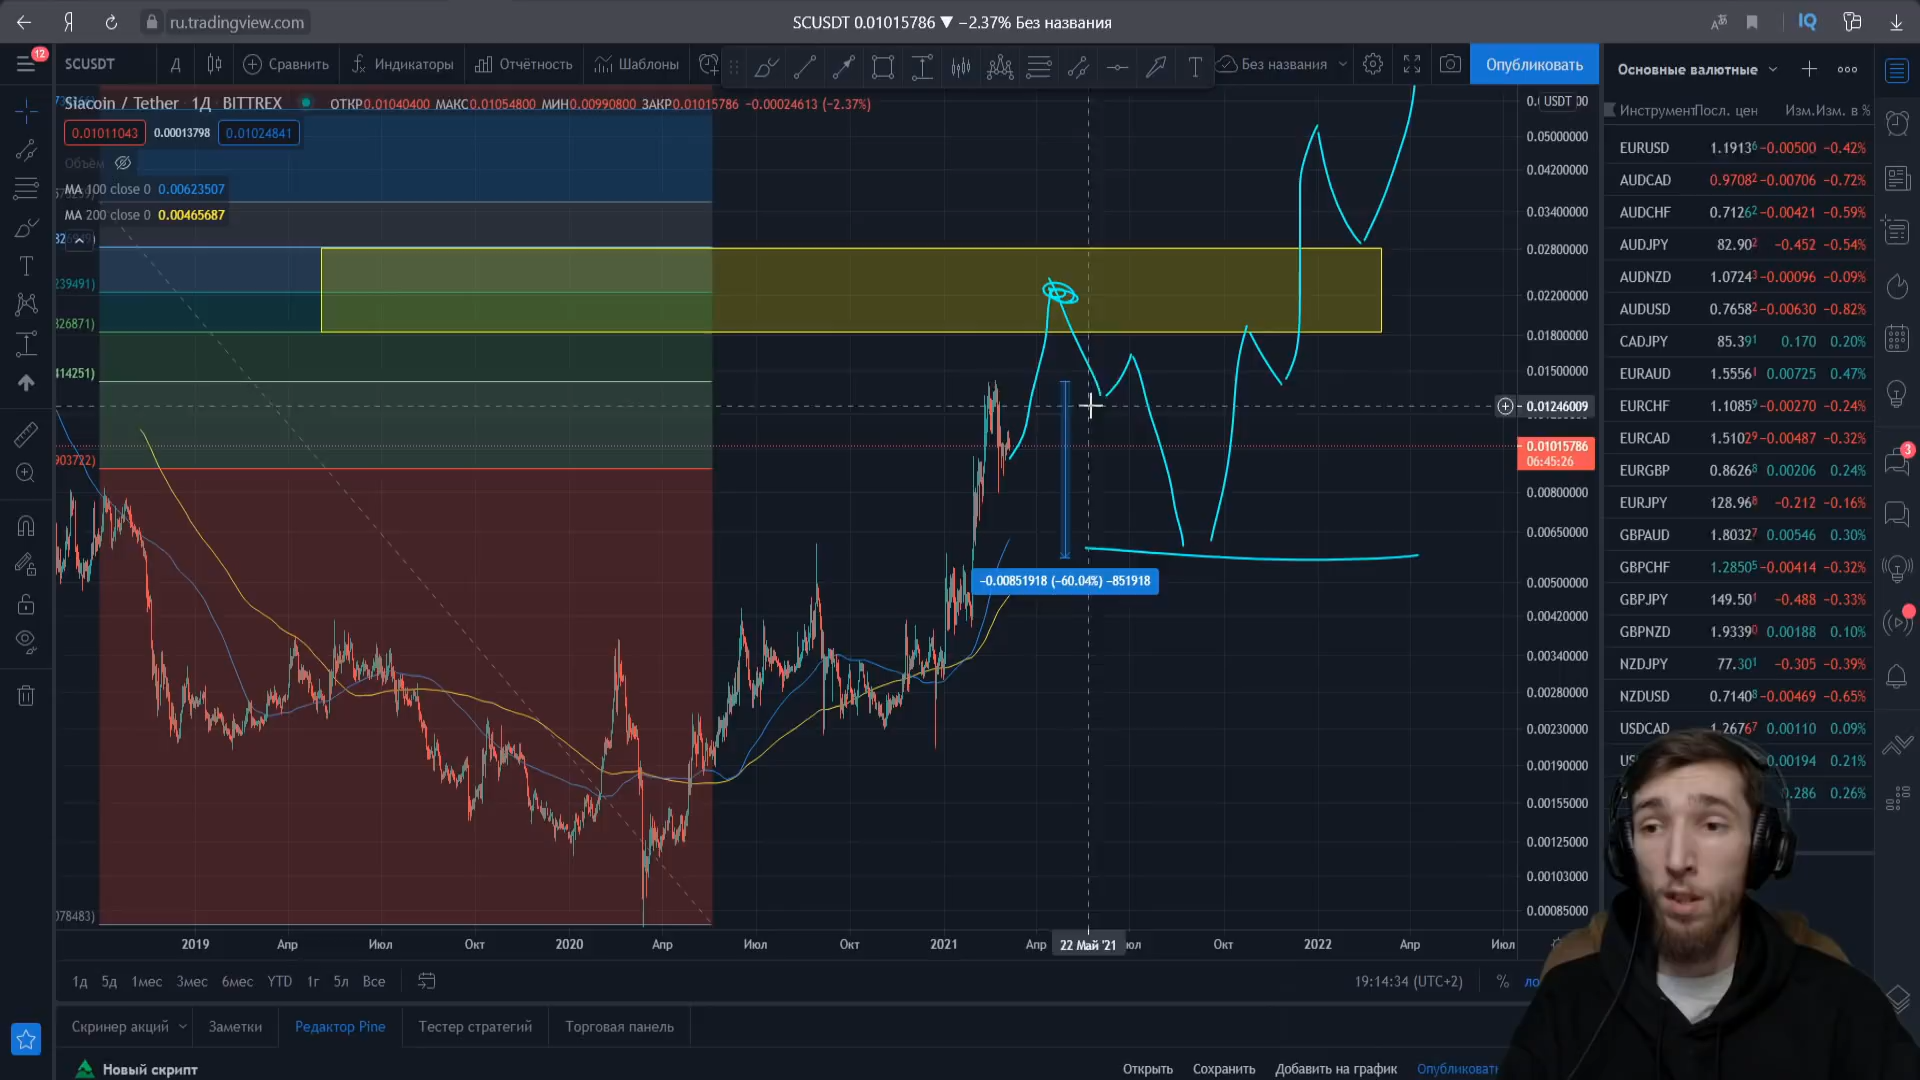 Я
ru.tradingview.com
SCUSDT 0.01015786 ▼ −2.37% Без названия
IQ
12
SCUSDT
Д
Сравнить
Индикаторы
Отчётность
Шаблоны
T
Без названия
Опубликовать
Основные валютные
Siacoin / Tether 1Д BITTREX
ОТКР0.01040400 МАКС0.01054800 МИН0.00990800 ЗАКР0.01015786 −0.00024613 (−2.37%)
USDT
Инструмент Посл. цен Изм. Изм. в %
0.01011043 0.00013798 0.01024841
Объём
MA 100 close 0 0.00623507
MA 200 close 0 0.00465687
239491)
826871)
414251)
903722)
078483)
0.05000000
0.04200000
0.03400000
0.02800000
0.02200000
0.01800000
0.01500000
0.01246009
0.01015786
06:45:26
0.00800000
0.00650000
0.00500000
0.00420000
0.00340000
0.00280000
0.00230000
0.00190000
0.00155000
0.00125000
0.00103000
0.00085000
−0.00851918 (−60.04%) −851918
EURUSD 1.19136 −0.00500 −0.42%
AUDCAD 0.97082 −0.00706 −0.72%
AUDCHF 0.71262 −0.00421 −0.59%
AUDJPY 82.902 −0.452 −0.54%
AUDNZD 1.07243 −0.00096 −0.09%
AUDUSD 0.76582 −0.00630 −0.82%
CADJPY 85.391 0.170 0.20%
EURAUD 1.55561 0.00725 0.47%
EURCHF 1.10859 −0.00270 −0.24%
EURCAD 1.51029 −0.00487 −0.32%
EURGBP 0.86268 0.00206 0.24%
EURJPY 128.968 −0.212 −0.16%
GBPAUD 1.80327 0.00546 0.30%
GBPCHF 1.28505 −0.00414 −0.32%
GBPJPY 149.501 −0.488 −0.33%
GBPNZD 1.93390 0.00188 0.10%
NZDJPY 77.301 −0.305 −0.39%
NZDUSD 0.71408 −0.00469 −0.65%
USDCAD 1.26767 0.00110 0.09%
0.00194 0.21%
.286 0.26%
3
2019 Апр Июл Окт 2020 Апр Июл Окт 2021 Апр 22 Май '21 юл Окт 2022 Апр Июл
1д 5д 1мес 3мес 6мес YTD 1г 5л Все
19:14:34 (UTC+2) % ло
Скринер акций Заметки Редактор Pine Тестер стратегий Торговая панель
Новый скрипт
Открыть Сохранить Добавить на график Опубликовать